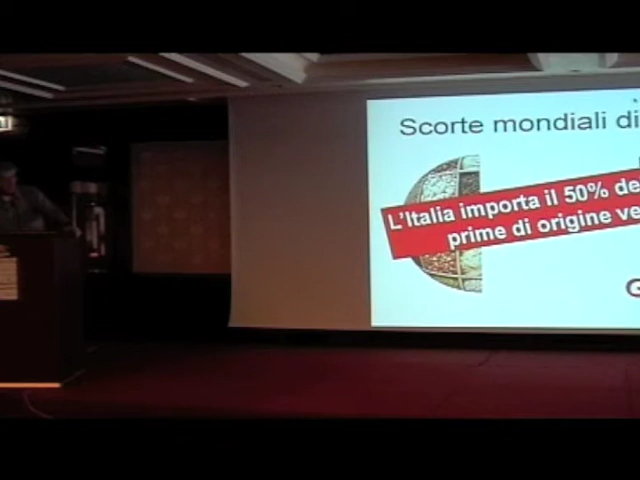 Scorte mondiali di
L'Italia importa il 50% de
prime di origine ve